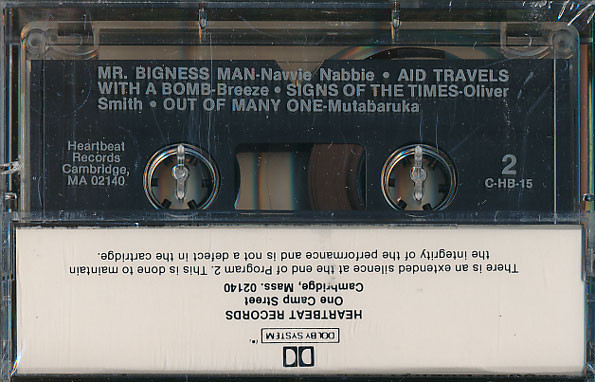 MR. BIGNESS MAN-Navvie Nabbie • AID TRAVELS
WITH A BOMB-Breeze • SIGNS OF THE TIMES-Oliver
Smith • OUT OF MANY ONE-Mutabaruka
Heartbeat
Records
Cambridge,
MA 02140
2
C-HB-15
DOLBY SYSTEM
HEARTBEAT RECORDS
One Camp Street
Cambridge, Mass. 02140
There is an extended silence at the end of Program 2. This is done to maintain
the integrity of the performance and is not a defect in the cartridge.